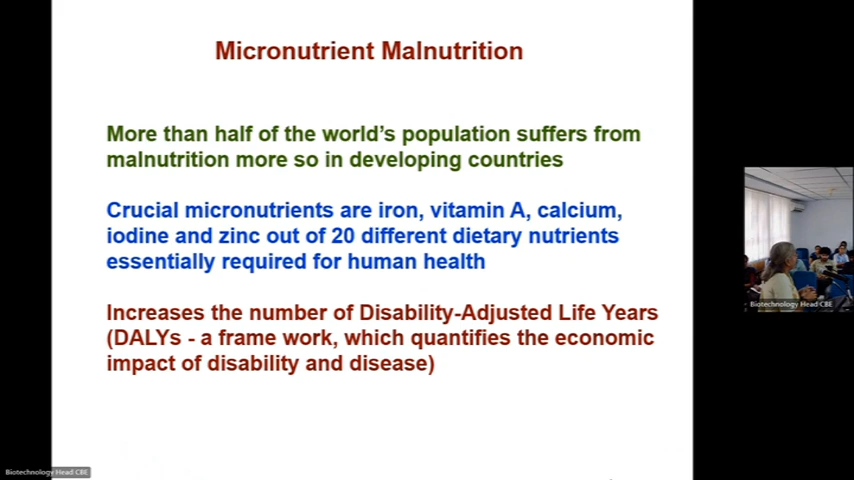 Micronutrient Malnutrition
More than half of the world's population suffers from
malnutrition more so in developing countries
Crucial micronutrients are iron, vitamin A, calcium,
iodine and zinc out of 20 different dietary nutrients
essentially required for human health
Increases the number of Disability-Adjusted Life Years
(DALYs - a frame work, which quantifies the economic
impact of disability and disease)
Biotechnology Head CBE
Biotechnology Head CBE